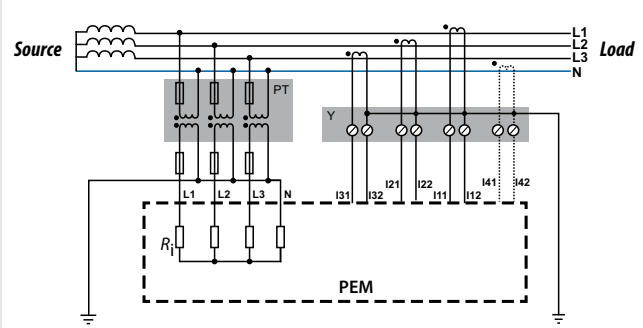 L1
L2
Source
Load
L3
N
PT
Y
L1 L2 L3 N
I31 I32 I21 I22 I11 I12 I41 I42
Ri
PEM